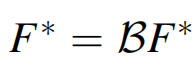 F* = ℬF*